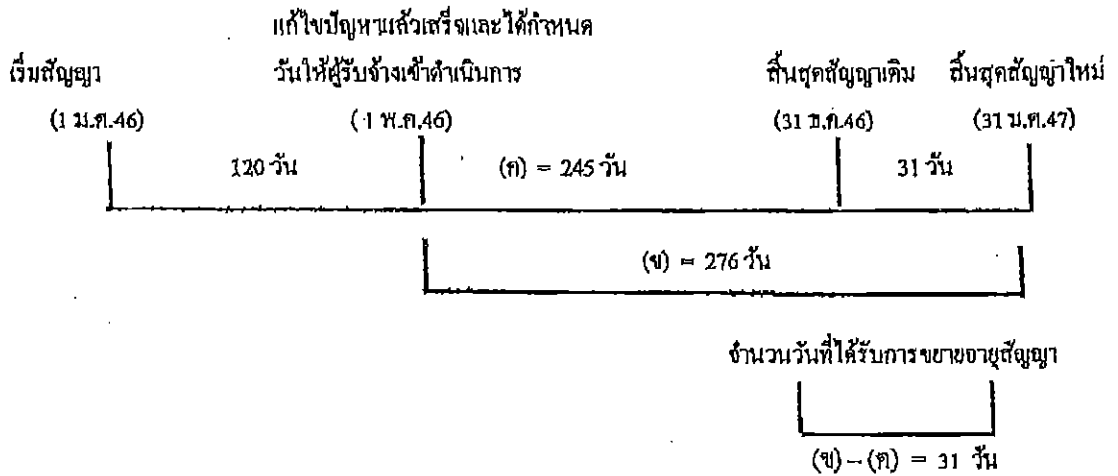 แก้ไขปัญหาแล้วเสร็จและได้กำหนด
เริ่มสัญญา วันให้ผู้รับจ้างเข้าดำเนินการ สิ้นสุดสัญญาเดิม สิ้นสุดสัญญาใหม่
(1 ม.ค.46) (1 พ.ค.46) (31 ธ.ค.46) (31 ม.ค.47)
120 วัน (ค) = 245 วัน 31 วัน
(ข) = 276 วัน
จำนวนวันที่ได้รับการขยายอายุสัญญา
(ข) – (ค) = 31 วัน